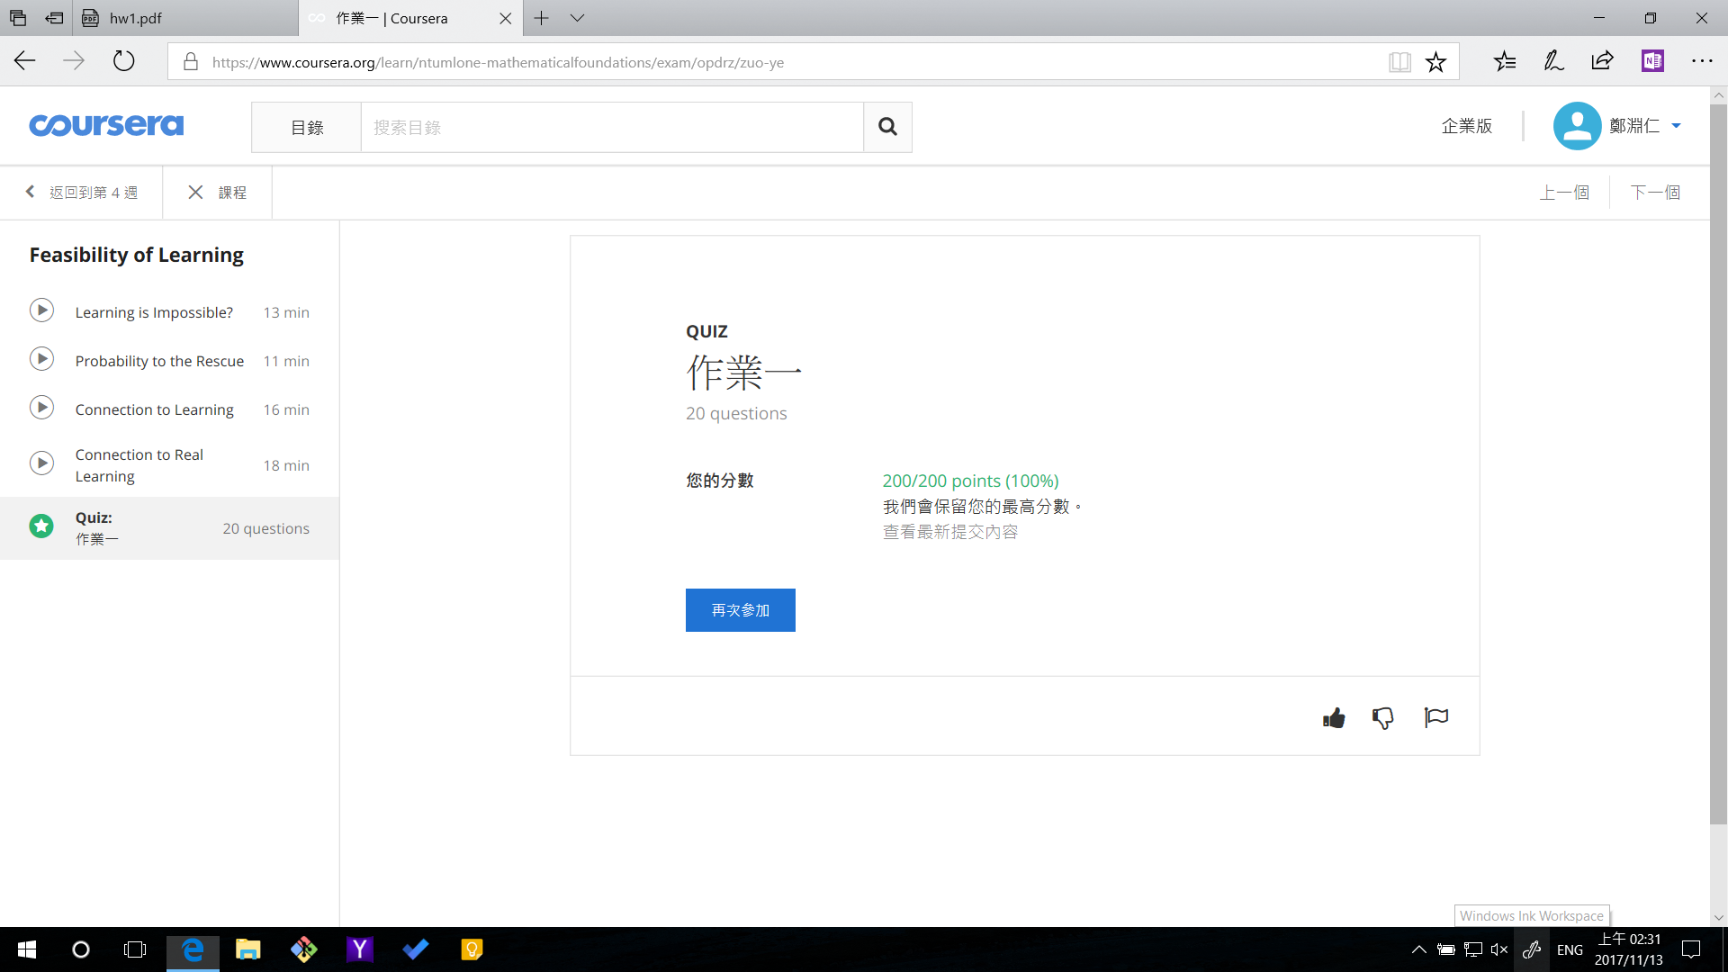 hw1.pdf
作業一 | Coursera
https://www.coursera.org/learn/ntumlone-mathematicalfoundations/exam/opdrz/zuo-ye
coursera
目錄
搜索目錄
企業版
鄭淵仁
返回到第 4 週
課程
上一個
下一個
Feasibility of Learning
Learning is Impossible?
13 min
Probability to the Rescue
11 min
Connection to Learning
16 min
Connection to Real
Learning
18 min
Quiz:
作業一
20 questions
QUIZ
作業一
20 questions
您的分數
200/200 points (100%)
我們會保留您的最高分數。
查看最新提交內容
再次參加
Windows Ink Workspace
ENG
上午 02:31
2017/11/13